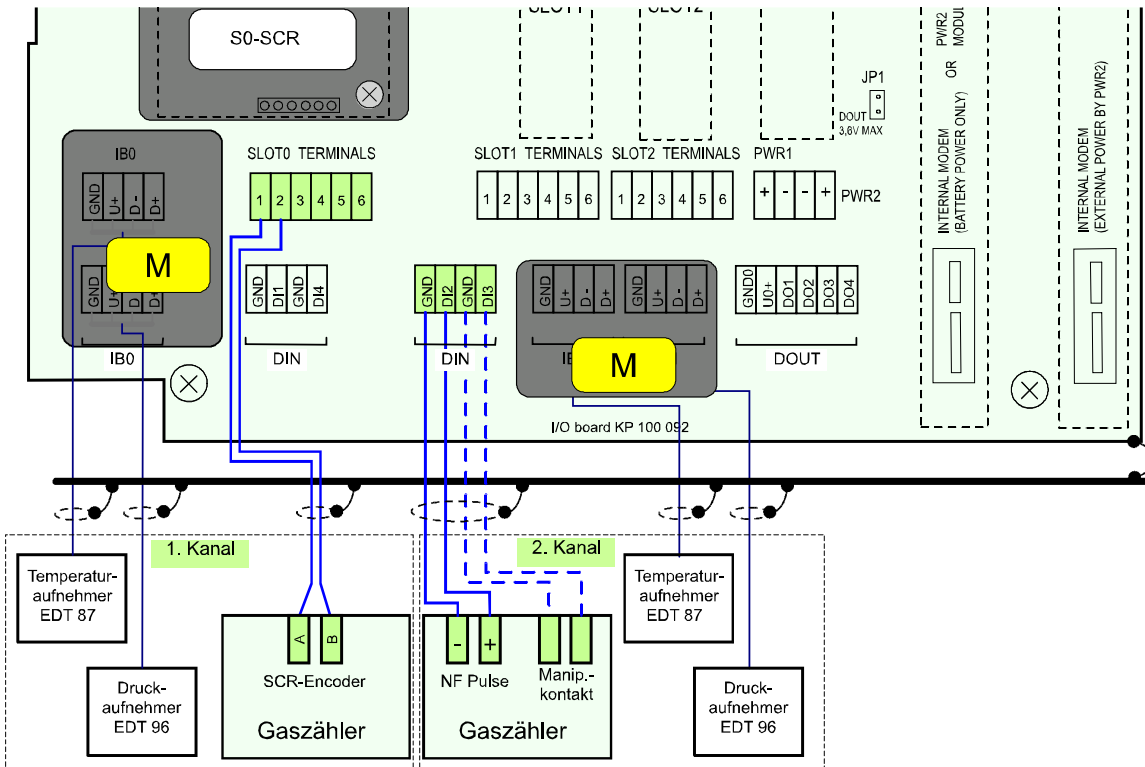 SLOT1
SLOT2
S0-SCR
JP1
DOUT
3,6V MAX
PWR2
MODUL
OR
INTERNAL MODEM
(BATTERY POWER ONLY)
INTERNAL MODEM
(EXTERNAL POWER BY PWR2)
IB0
SLOT0 TERMINALS
SLOT1 TERMINALS
SLOT2 TERMINALS
PWR1
GND U+ D- D+
1 2 3 4 5 6
1 2 3 4 5 6
1 2 3 4 5 6
+ - - +
PWR2
M
GND U+ D- D+
GND DI1 GND DI4
GND DI2 GND DI3
GND U+ D- D+
GND U+ D- D+
GND0 U0+ DO1 DO2 DO3 DO4
IB0
DIN
DIN
M
DOUT
I/O board KP 100 092
1. Kanal
2. Kanal
Temperatur-
aufnehmer
EDT 87
Druck-
aufnehmer
EDT 96
A B
SCR-Encoder
Gaszähler
- +
NF Pulse
Manip.-
kontakt
Gaszähler
Temperatur-
aufnehmer
EDT 87
Druck-
aufnehmer
EDT 96